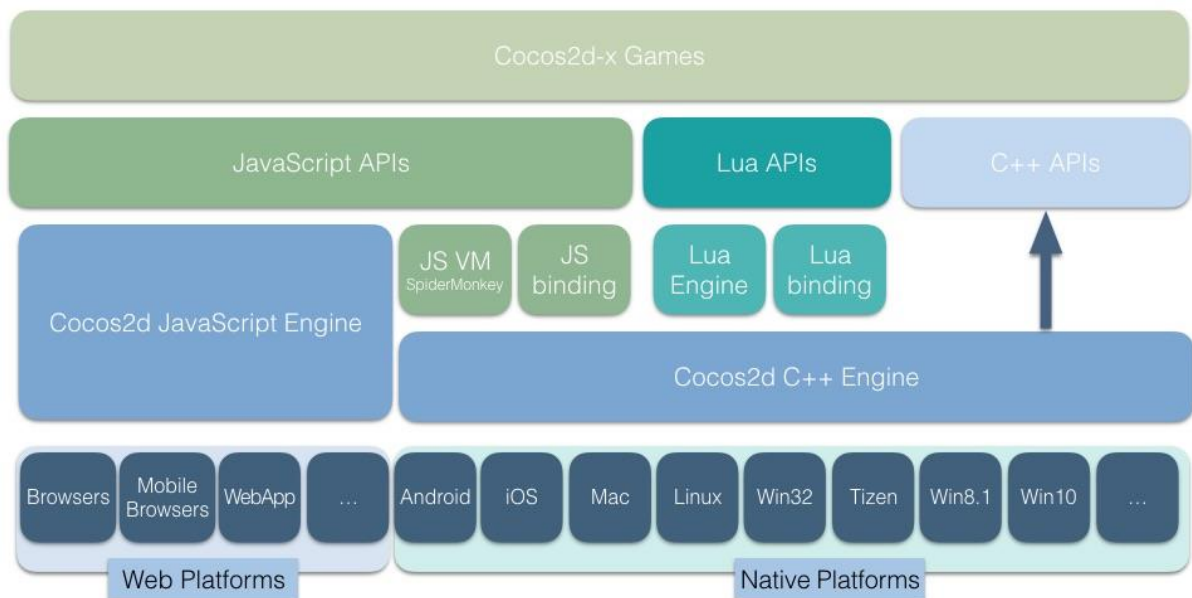 Cocos2d-x Games
JavaScript APIs
Lua APIs
C++ APIs
Cocos2d JavaScript Engine
JS VM
SpiderMonkey
JS
binding
Lua
Engine
Lua
binding
Cocos2d C++ Engine
Browsers
Mobile
Browsers
WebApp
...
Android
iOS
Mac
Linux
Win32
Tizen
Win8.1
Win10
...
Web Platforms
Native Platforms